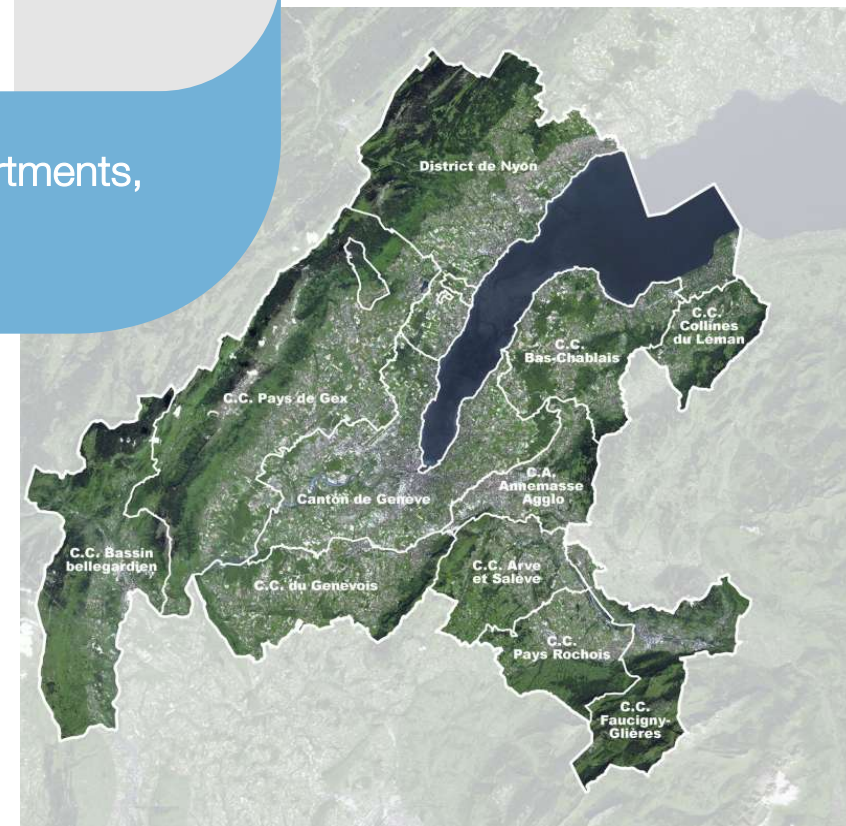 rtments,
District de Nyon
C.C.
Collines
du Léman
C.C.
Bas-Chablais
C.C. Pays de Gex
C.A.
Annemasse
Agglo
Canton de Genève
C.C. Bassin
bellegardien
C.C. Arve
et Salève
C.C. du Genevois
C.C.
Pays Rochois
C.C.
Faucigny-
Glières